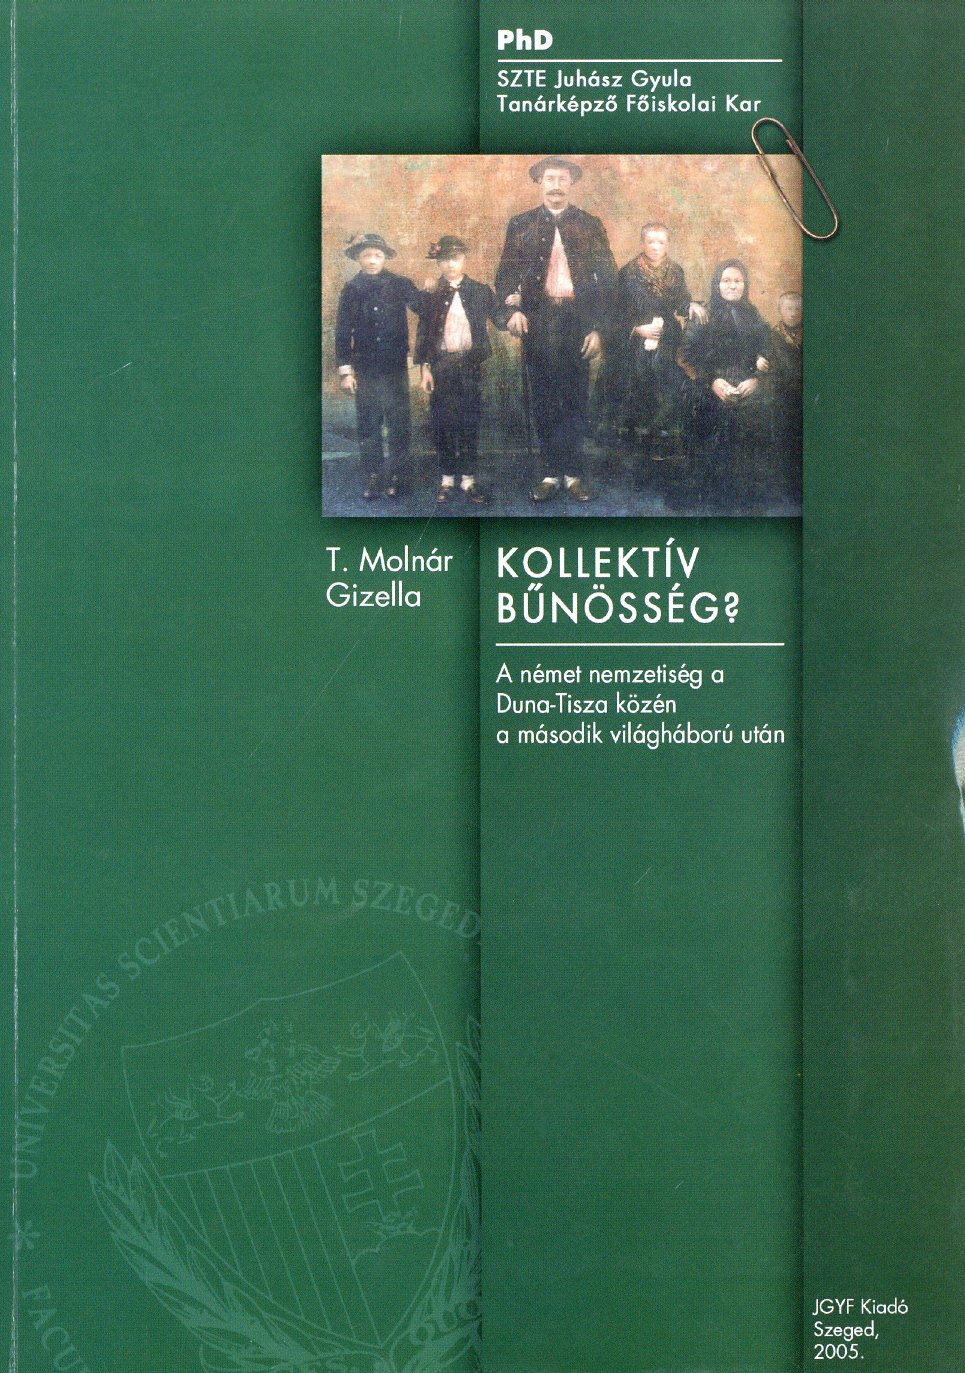 PhD
SZTE Juhász Gyula
Tanárképző Főiskolai Kar
T. Molnár
Gizella
KOLLEKTÍV
BŰNÖSSÉG?
A német nemzetiség a
Duna-Tisza közén
a második világháború után
UNIVERSITAS SCIENTIARUM SZEGED
FACU
JGYF Kiadó
Szeged,
2005.